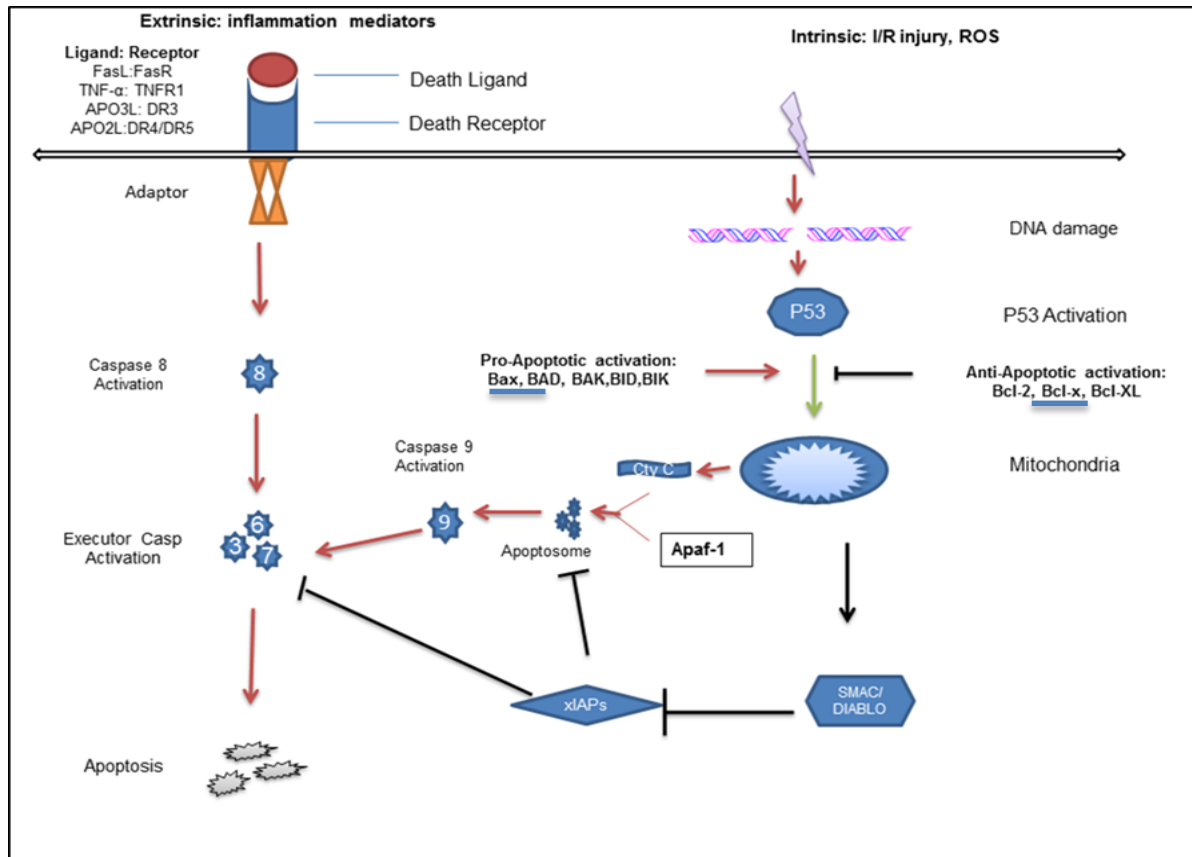 Extrinsic: inflammation mediators
Intrinsic: I/R injury, ROS
Ligand: Receptor
FasL:FasR
TNF-α: TNFR1
APO3L: DR3
APO2L:DR4/DR5
Death Ligand
Death Receptor
Adaptor
DNA damage
P53
P53 Activation
Caspase 8
Activation
8
Pro-Apoptotic activation:
Bax, BAD, BAK,BID,BIK
Anti-Apoptotic activation:
Bcl-2, Bcl-x, Bcl-XL
Caspase 9
Activation
Cty C
Mitochondria
9
Apoptosome
Apaf-1
Executor Casp
Activation
6
3
7
xIAPs
SMAC/
DIABLO
Apoptosis